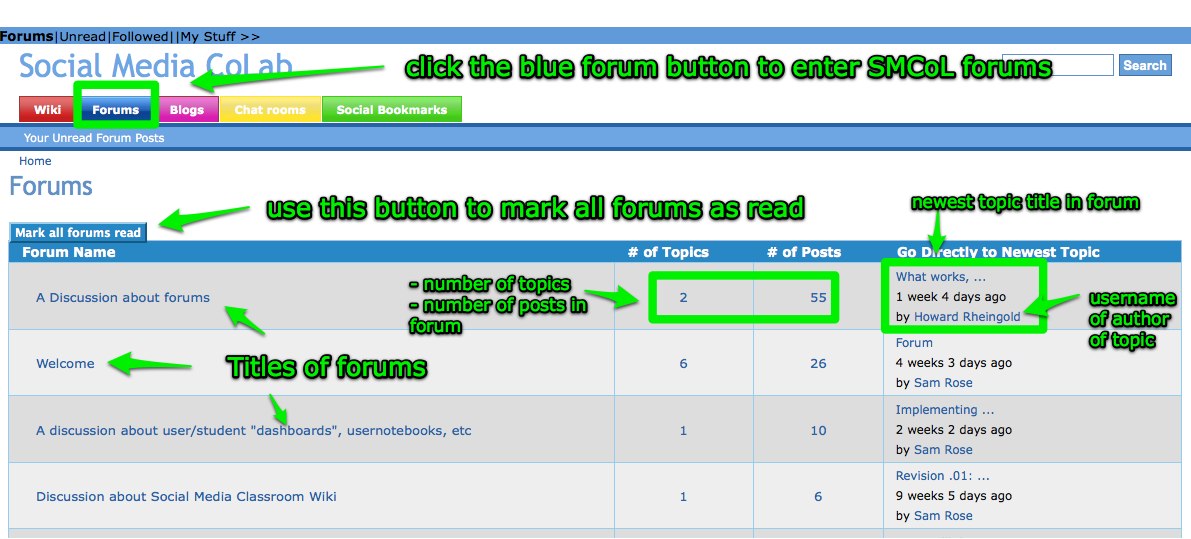 Forums|Unread|Followed||My Stuff >>
Social Media CoLab
click the blue forum button to enter SMCoL forums
Search
Wiki
Forums
Blogs
Chat rooms
Social Bookmarks
Your Unread Forum Posts
Home
Forums
use this button to mark all forums as read
newest topic title in forum
Mark all forums read
Forum Name
# of Topics
# of Posts
Go Directly to Newest Topic
A Discussion about forums
- number of topics
- number of posts in
forum
2
55
What works, ...
1 week 4 days ago
by Howard Rheingold
username
of author
of topic
Welcome
Titles of forums
6
26
Forum
4 weeks 3 days ago
by Sam Rose
A discussion about user/student "dashboards", usernotebooks, etc
1
10
Implementing ...
2 weeks 2 days ago
by Sam Rose
Discussion about Social Media Classroom Wiki
1
6
Revision .01: ...
9 weeks 5 days ago
by Sam Rose